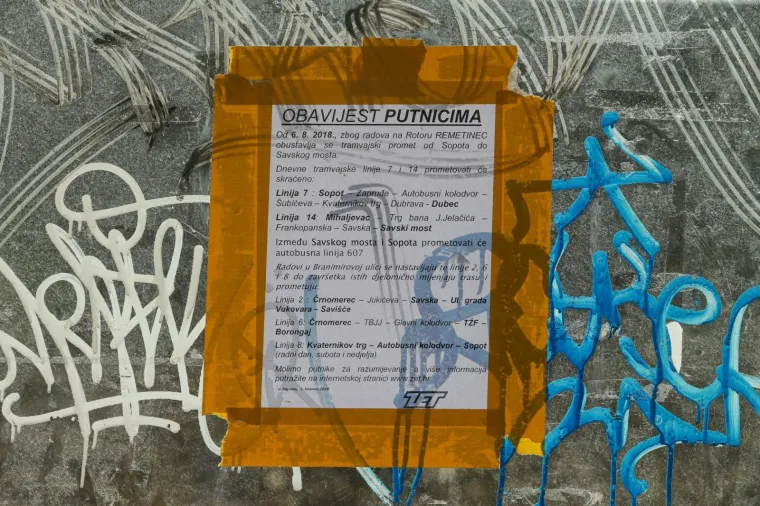 OBAVIJEST PUTNICIMA
Od 6. 8. 2018., zbog radova na Rotoru REMETINEC
obustavlja se tramvajski promet od Sopota do
Savskog mosta.
Dnevne tramvajske linije 7 i 14 prometovati će
skraćeno:
Linija 7 : Sopot – Zapruđe – Autobusni kolodvor –
Šubićeva – Kvaternikov trg – Dubrava - Dubec
Linija 14: Mihaljevac – Trg bana J.Jelačića –
Frankopanska – Savska – Savski most
Između Savskog mosta i Sopota prometovati će
autobusna linija 607
Radovi u Branimirovoj ulici se nastavljaju te linije 2, 6
i 8 do završetka istih djelomično mijenjaju trasu i
prometuju:
Linija 2 : Črnomerec – Jukićeva – Savska – Ul. grada
Vukovara – Savišće
Linija 6: Črnomerec – TBJJ – Glavni kolodvor – TZF –
Borongaj
Linija 8: Kvaternikov trg – Autobusni kolodvor – Sopot
(radni dan, subota i nedjelja)
Molimo putnike za razumijevanje a više informacija
potražite na internetskoj stranici www.zet.hr
ZET